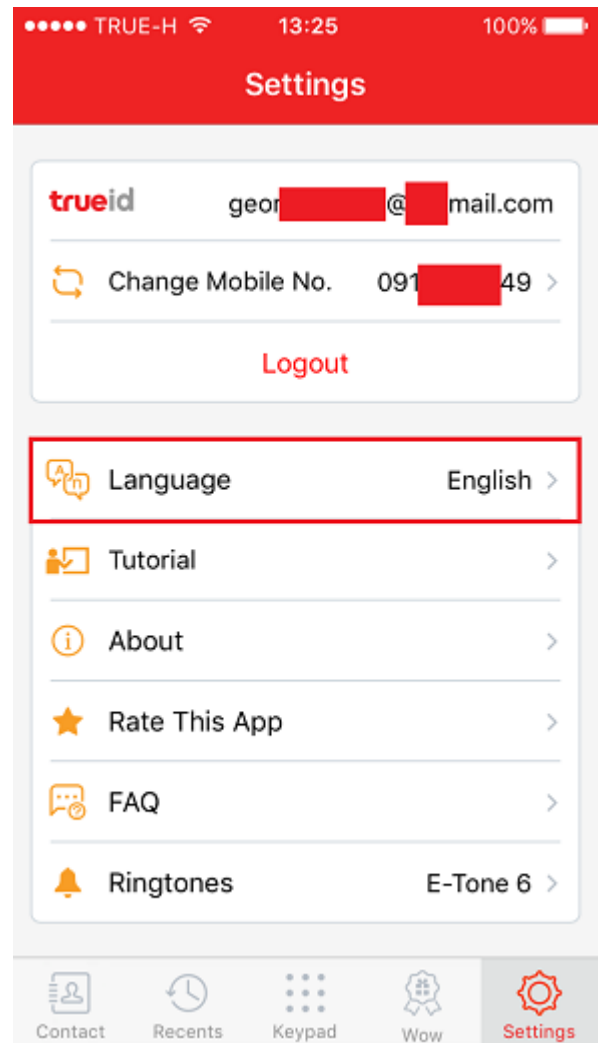 TRUE-H 13:25 100%
Settings
trueid geor @ mail.com
Change Mobile No. 091 49
Logout
Language English
Tutorial
About
Rate This App
FAQ
Ringtones E-Tone 6
Contact Recents Keypad Wow Settings